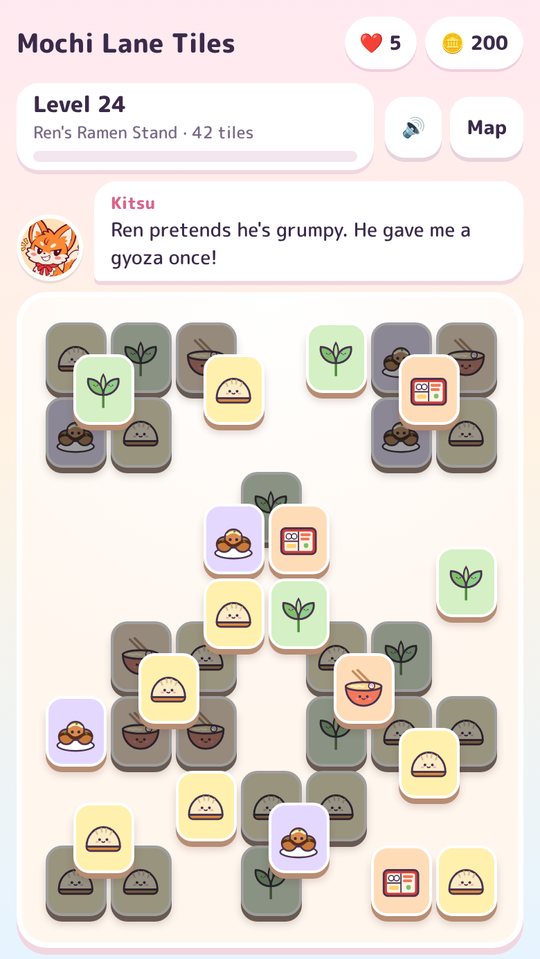 Mochi Lane Tiles
5
200
Level 24
Ren's Ramen Stand · 42 tiles
Map
Kitsu
Ren pretends he's grumpy. He gave me a
gyoza once!